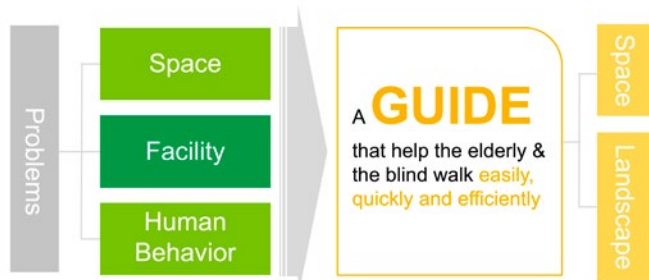 Problems
Space
Facility
Human
Behavior
A GUIDE
that help the elderly &
the blind walk easily,
quickly and efficiently
Space
Landscape